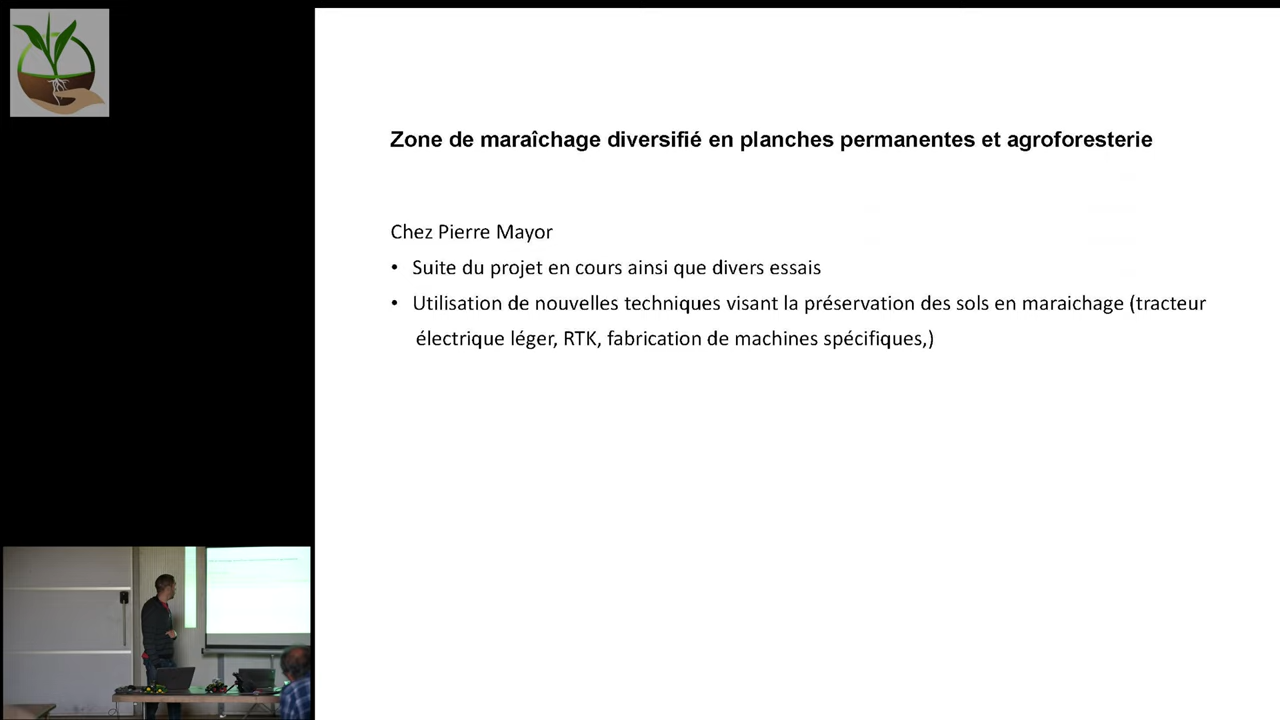 Zone de maraîchage diversifié en planches permanentes et agroforesterie
Chez Pierre Mayor
• Suite du projet en cours ainsi que divers essais
• Utilisation de nouvelles techniques visant la préservation des sols en maraichage (tracteur
électrique léger, RTK, fabrication de machines spécifiques,)